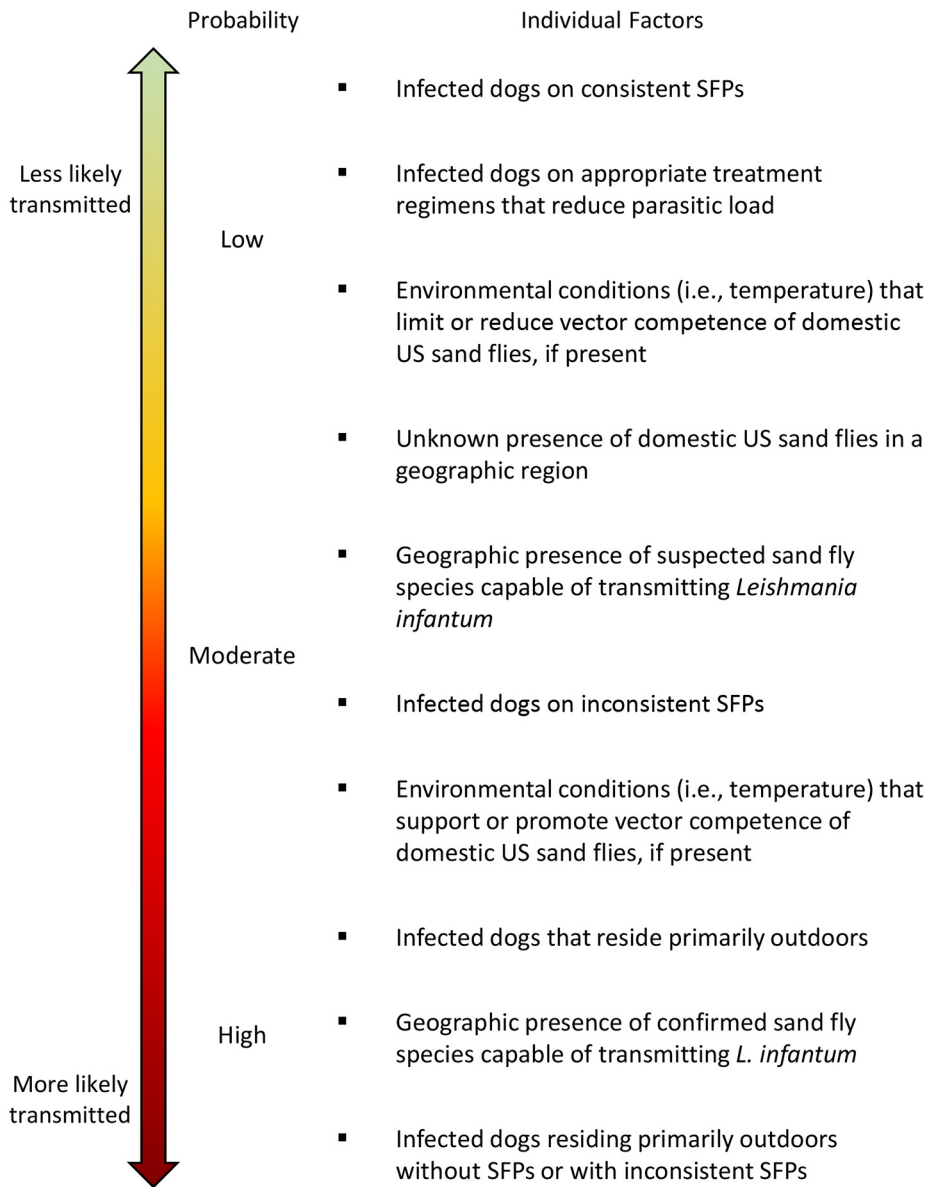 Probability
Individual Factors
Less likely
transmitted
Low
Moderate
High
More likely
transmitted
▪ Infected dogs on consistent SFPs
▪ Infected dogs on appropriate treatment
regimens that reduce parasitic load
▪ Environmental conditions (i.e., temperature) that
limit or reduce vector competence of domestic
US sand flies, if present
▪ Unknown presence of domestic US sand flies in a
geographic region
▪ Geographic presence of suspected sand fly
species capable of transmitting Leishmania
infantum
▪ Infected dogs on inconsistent SFPs
▪ Environmental conditions (i.e., temperature) that
support or promote vector competence of
domestic US sand flies, if present
▪ Infected dogs that reside primarily outdoors
▪ Geographic presence of confirmed sand fly
species capable of transmitting L. infantum
▪ Infected dogs residing primarily outdoors
without SFPs or with inconsistent SFPs